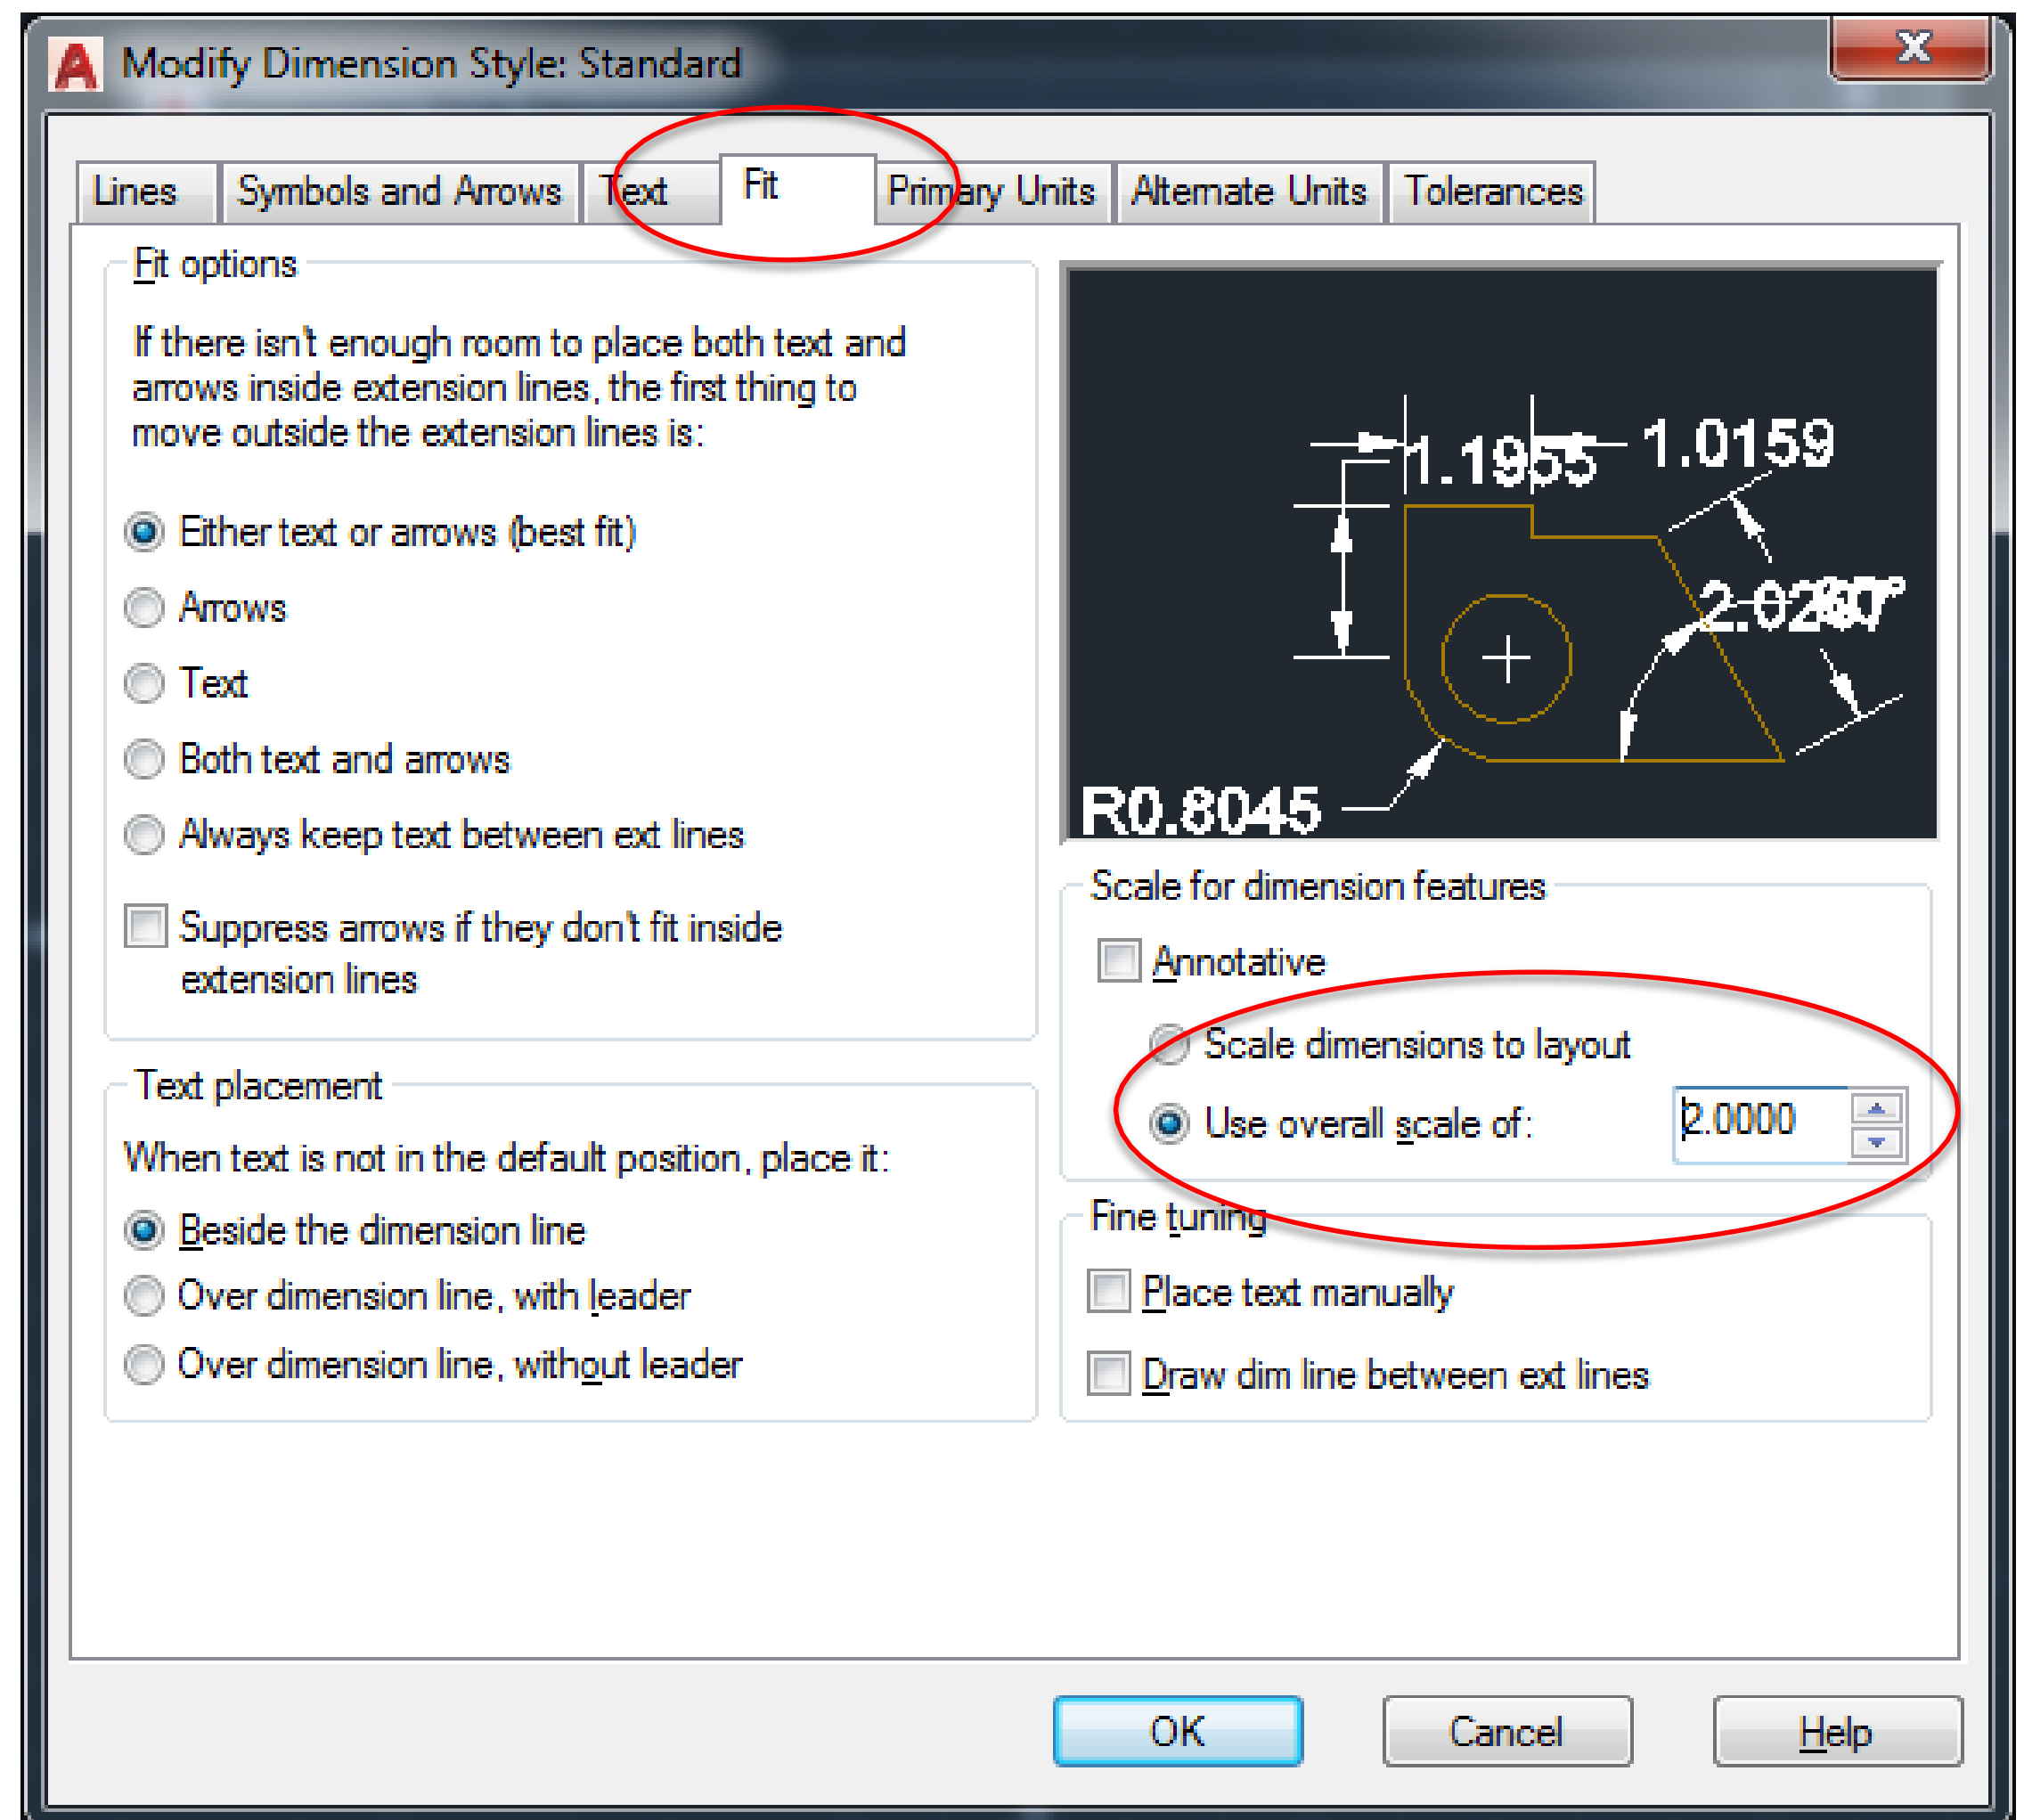 Modify Dimension Style: Standard
Lines Symbols and Arrows Text Fit Primary Units Alternate Units Tolerances
Fit options
If there isn't enough room to place both text and
arrows inside extension lines, the first thing to
move outside the extension lines is:
Either text or arrows (best fit)
Arrows
Text
Both text and arrows
Always keep text between ext lines
Suppress arrows if they don't fit inside
extension lines
Text placement
When text is not in the default position, place it:
Beside the dimension line
Over dimension line, with leader
Over dimension line, without leader
1.1955 1.0159
R0.8045
Scale for dimension features
Annotative
Scale dimensions to layout
Use overall scale of: 2.0000
Fine tuning
Place text manually
Draw dim line between ext lines
OK Cancel Help